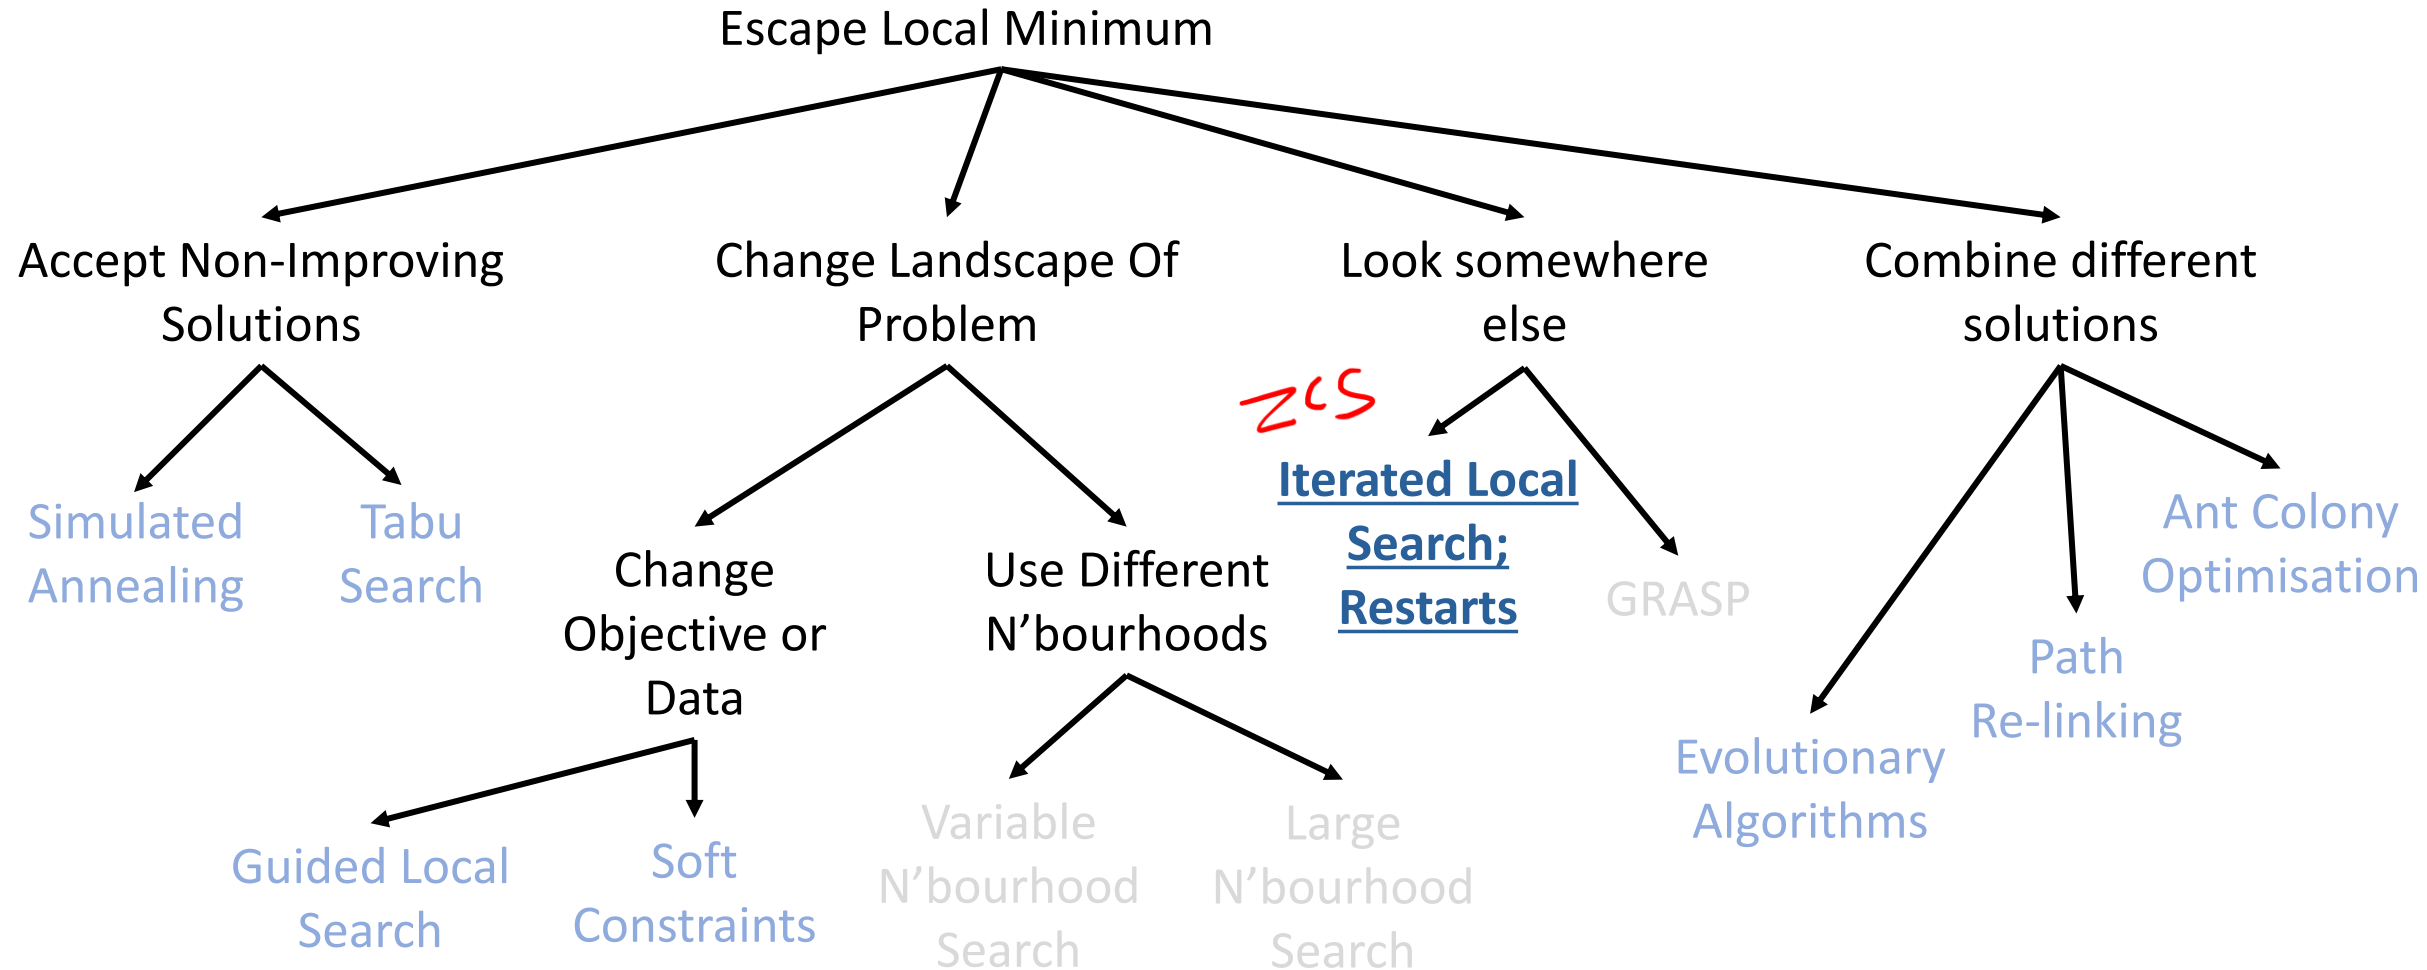 Escape Local Minimum
Accept Non-Improving
Solutions
Change Landscape Of
Problem
Look somewhere
else
Combine different
solutions
Simulated
Annealing
Tabu
Search
Change
Objective or
Data
Use Different
N’bourhoods
ZCS
Iterated Local
Search;
Restarts
GRASP
Ant Colony
Optimisation
Path
Re-linking
Evolutionary
Algorithms
Guided Local
Search
Soft
Constraints
Variable
N’bourhood
Search
Large
N’bourhood
Search